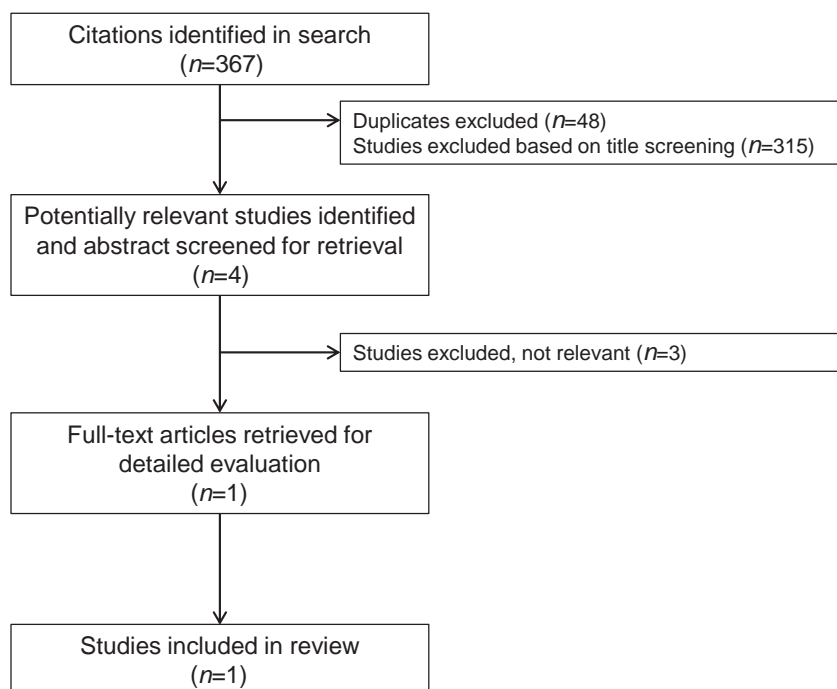 Citations identified in search
(n=367)
Duplicates excluded (n=48)
Studies excluded based on title screening (n=315)
Potentially relevant studies identified
and abstract screened for retrieval
(n=4)
Studies excluded, not relevant (n=3)
Full-text articles retrieved for
detailed evaluation
(n=1)
Studies included in review
(n=1)